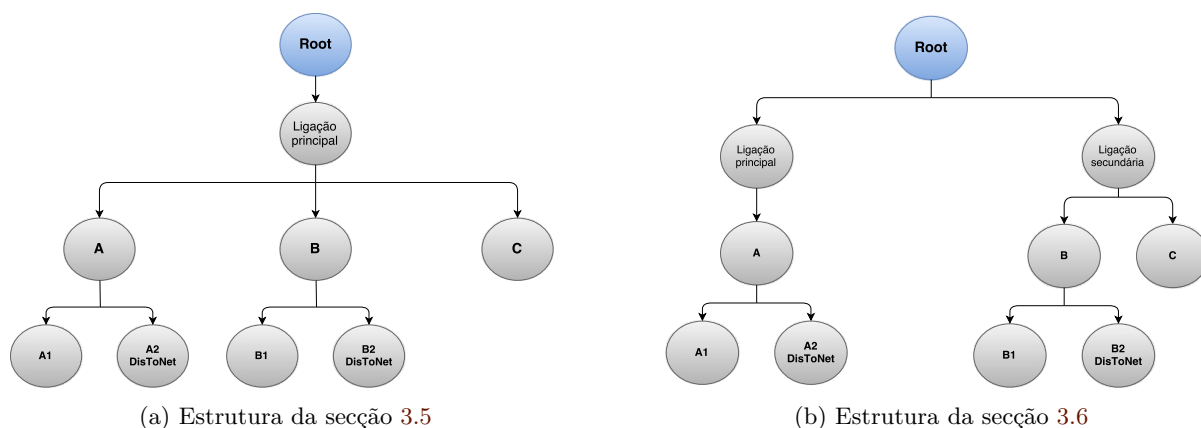 Root
Ligação
principal
A
B
C
A1
A2
DisToNet
B1
B2
DisToNet
(a) Estrutura da secção 3.5
Root
Ligação
principal
Ligação
secundária
A
B
C
A1
A2
DisToNet
B1
B2
DisToNet
(b) Estrutura da secção 3.6